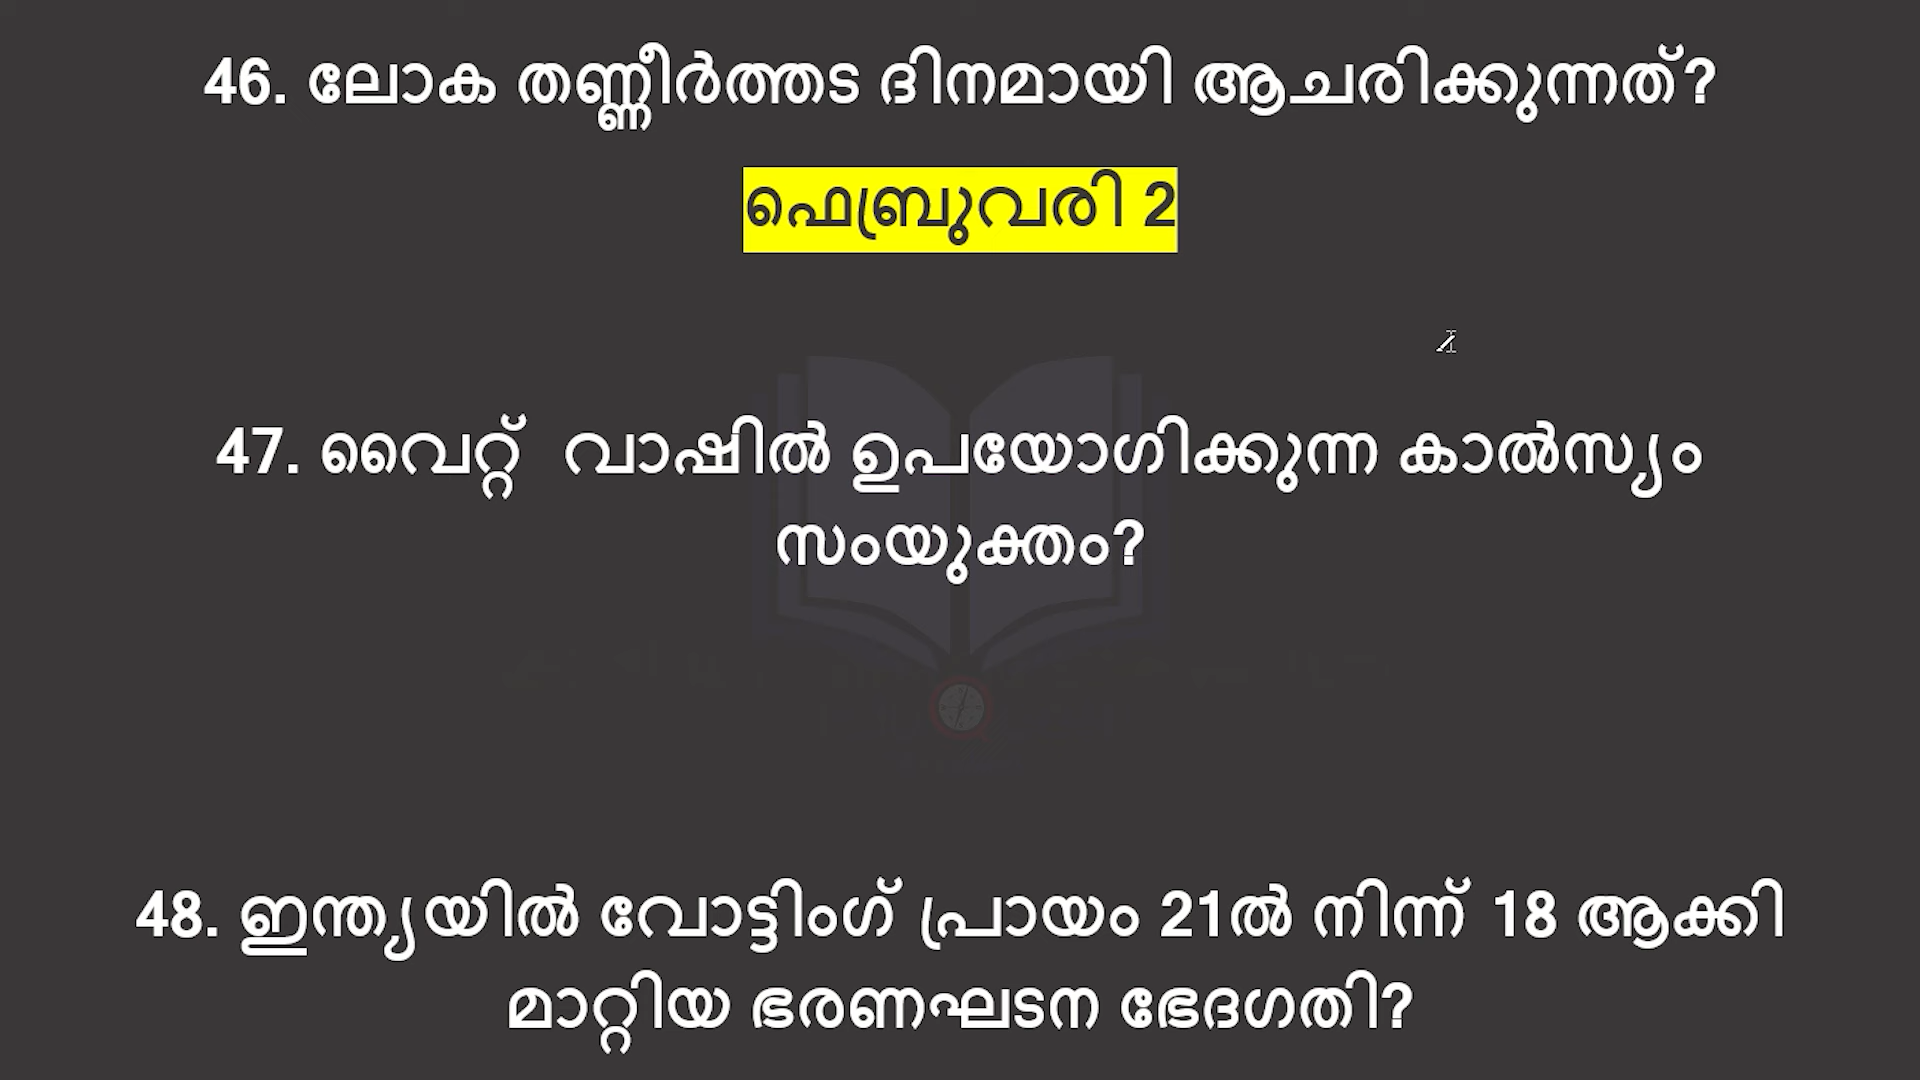 46. ലോക തണ്ണീർത്തട ദിനമായി ആചരിക്കുന്നത്?
ഫെബ്രുവരി 2
47. വൈറ്റ് വാഷിൽ ഉപയോഗിക്കുന്ന കാൽസ്യം
സംയുക്തം?
48. ഇന്ത്യയിൽ വോട്ടിംഗ് പ്രായം 21ൽ നിന്ന് 18 ആക്കി
മാറ്റിയ ഭരണഘടന ഭേദഗതി?